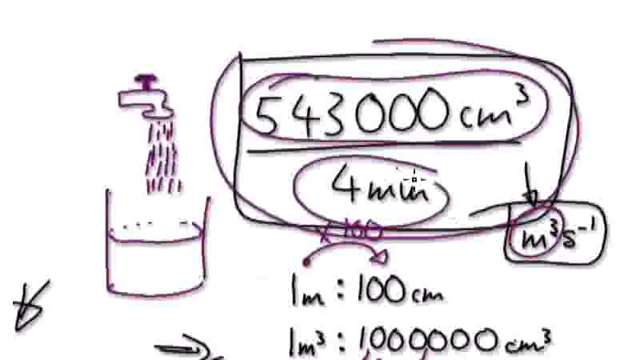 543000 cm³
4 min
m³s⁻¹
x 100
1m : 100 cm
1m³ : 1000000 cm³